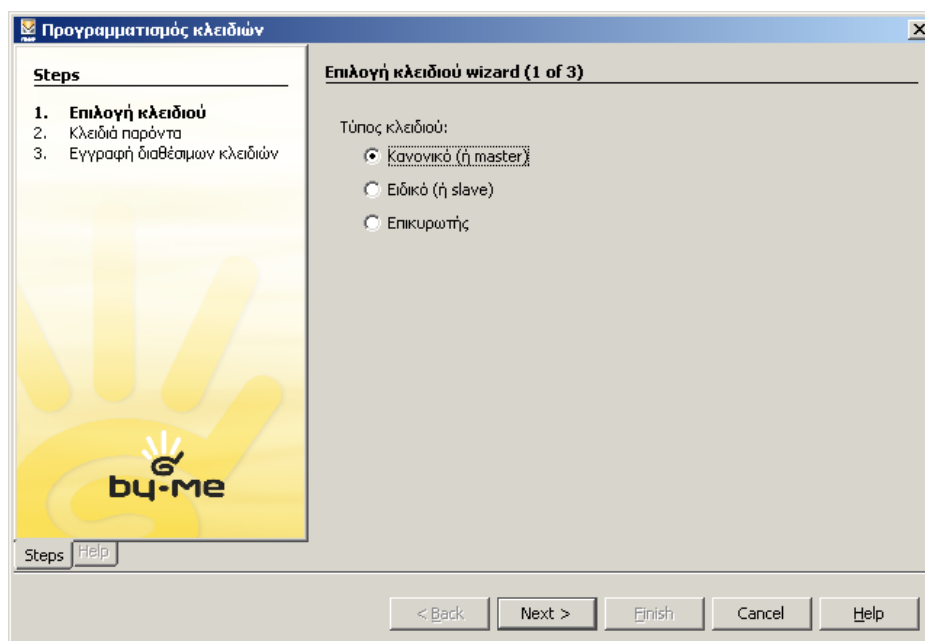 Προγραμματισμός κλειδιών
Steps
1. Επιλογή κλειδιού
2. Κλειδιά παρόντα
3. Εγγραφή διαθέσιμων κλειδιών
by-me
Steps Help
Επιλογή κλειδιού wizard (1 of 3)
Τύπος κλειδιού:
Κανονικό (ή master)
Ειδικό (ή slave)
Επικυρωτής
< Back Next > Finish Cancel Help